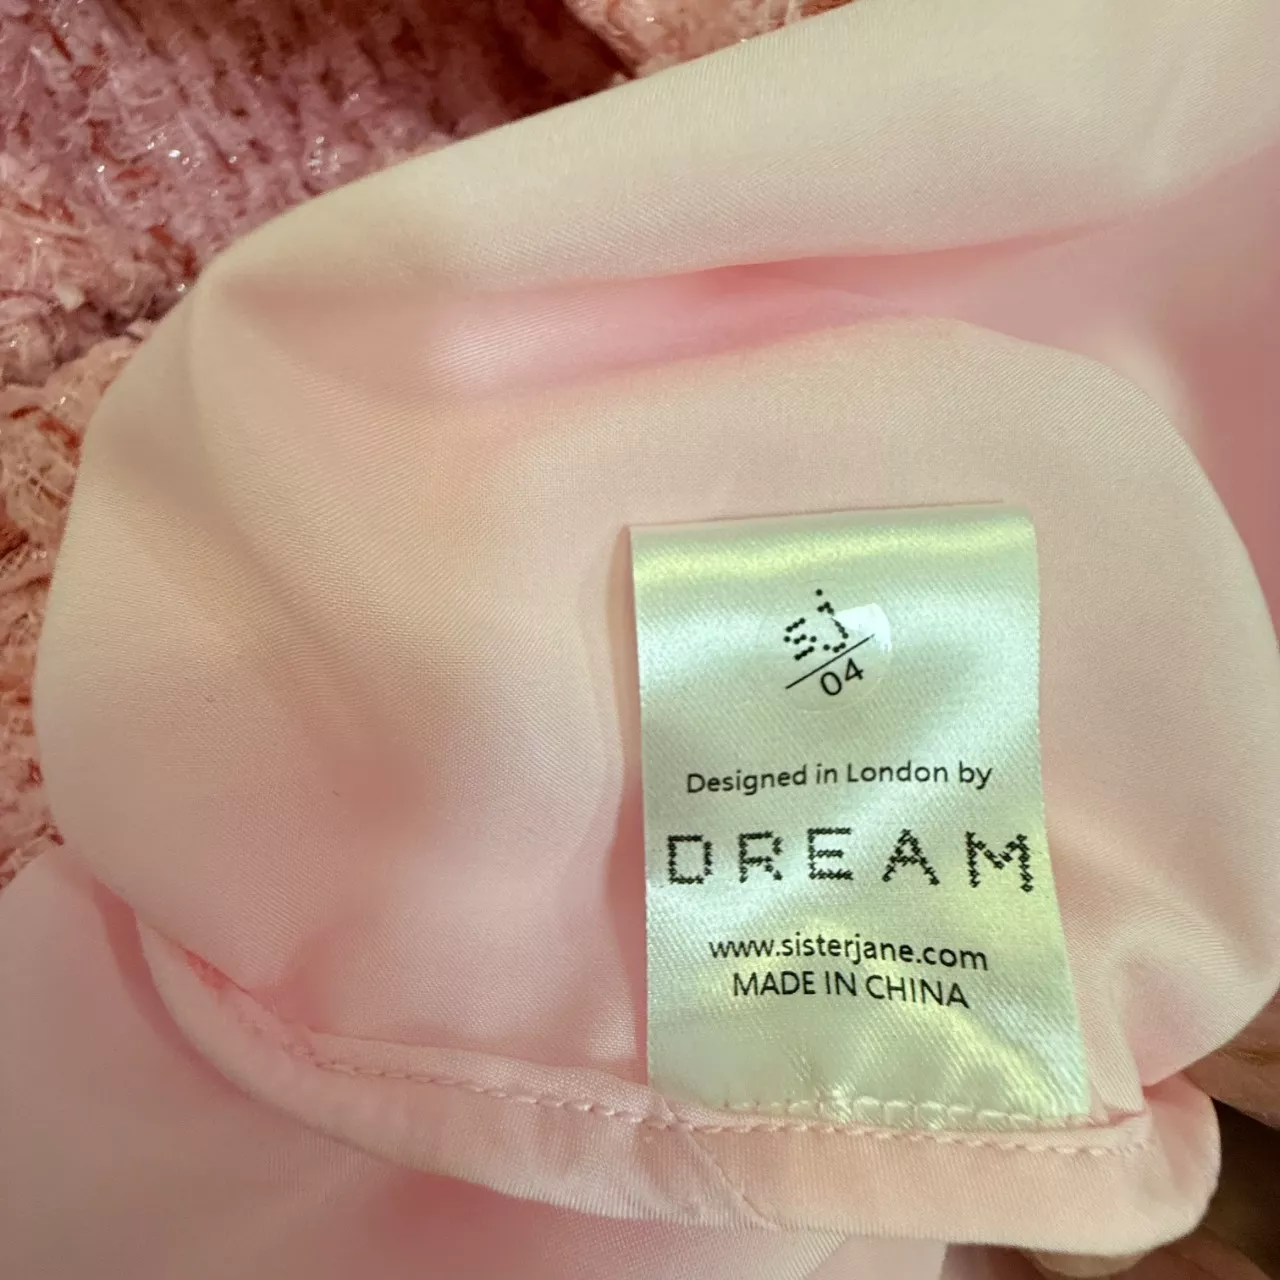 sj
04
Designed in London by
DREAM
www.sisterjane.com
MADE IN CHINA